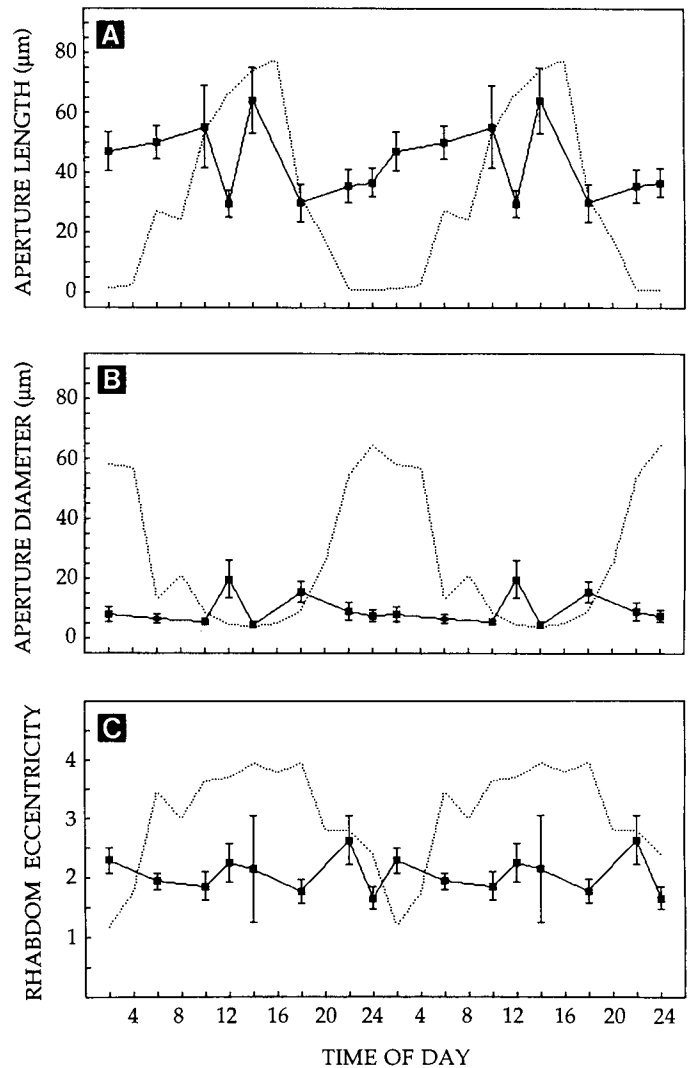 A
APERTURE LENGTH (μm)
80
60
40
20
0
B
APERTURE DIAMETER (μm)
80
60
40
20
0
C
RHABDOM ECCENTRICITY
4
3
2
1
4 8 12 16 20 24 4 8 12 16 20 24
TIME OF DAY